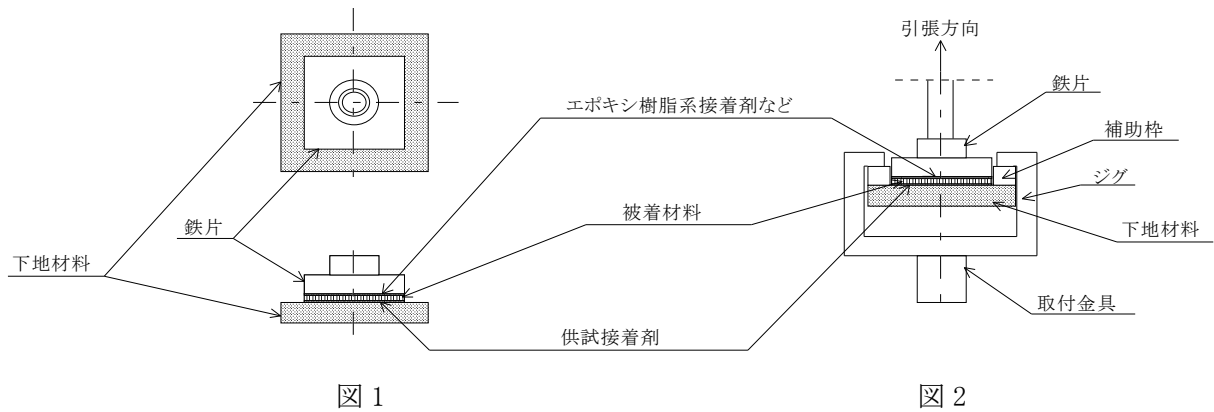 引張方向
鉄片
エポキシ樹脂系接着剤など
補助枠
ジグ
被着材料
鉄片
下地材料
下地材料
取付金具
供試接着剤
図 1
図 2